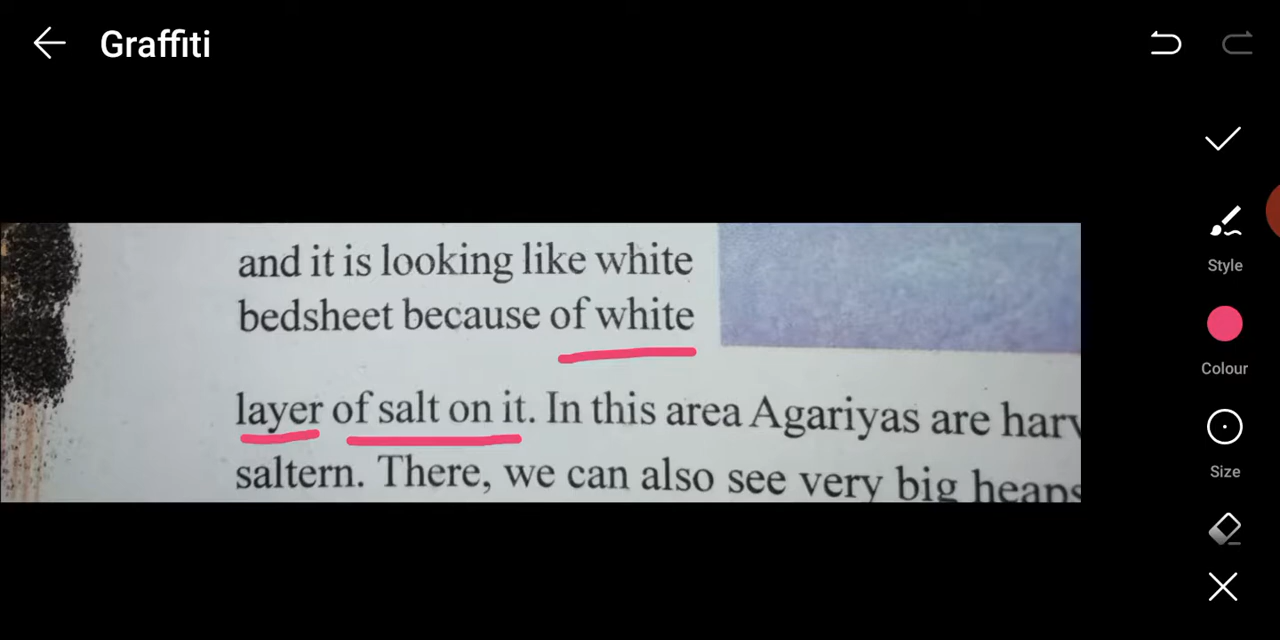 Graffiti
and it is looking like white
bedsheet because of white
layer of salt on it. In this area Agariyas are
saltern. There, we can also see very big heaps
Style
Colour
Size